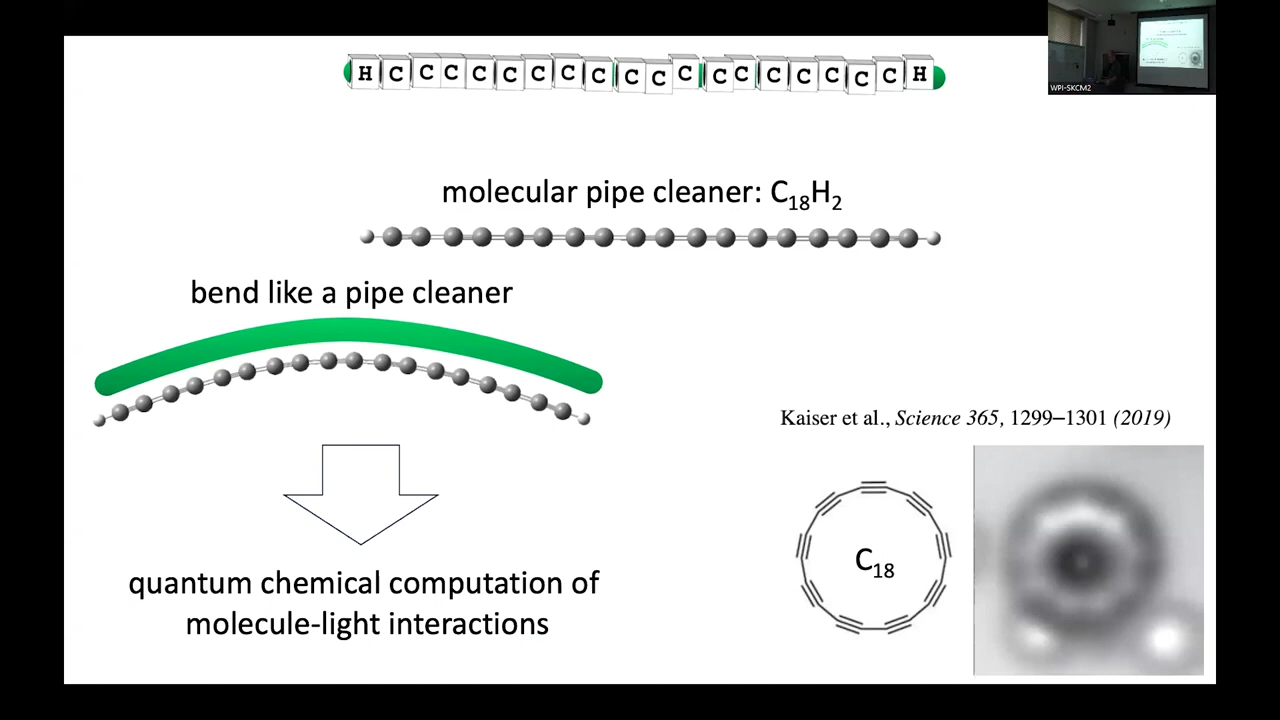 H C C C C C C C C C C C C C C C C C C H
WPI-SKCM2
molecular pipe cleaner: C₁₈H₂
bend like a pipe cleaner
Kaiser et al., Science 365, 1299–1301 (2019)
C₁₈
quantum chemical computation of
molecule-light interactions